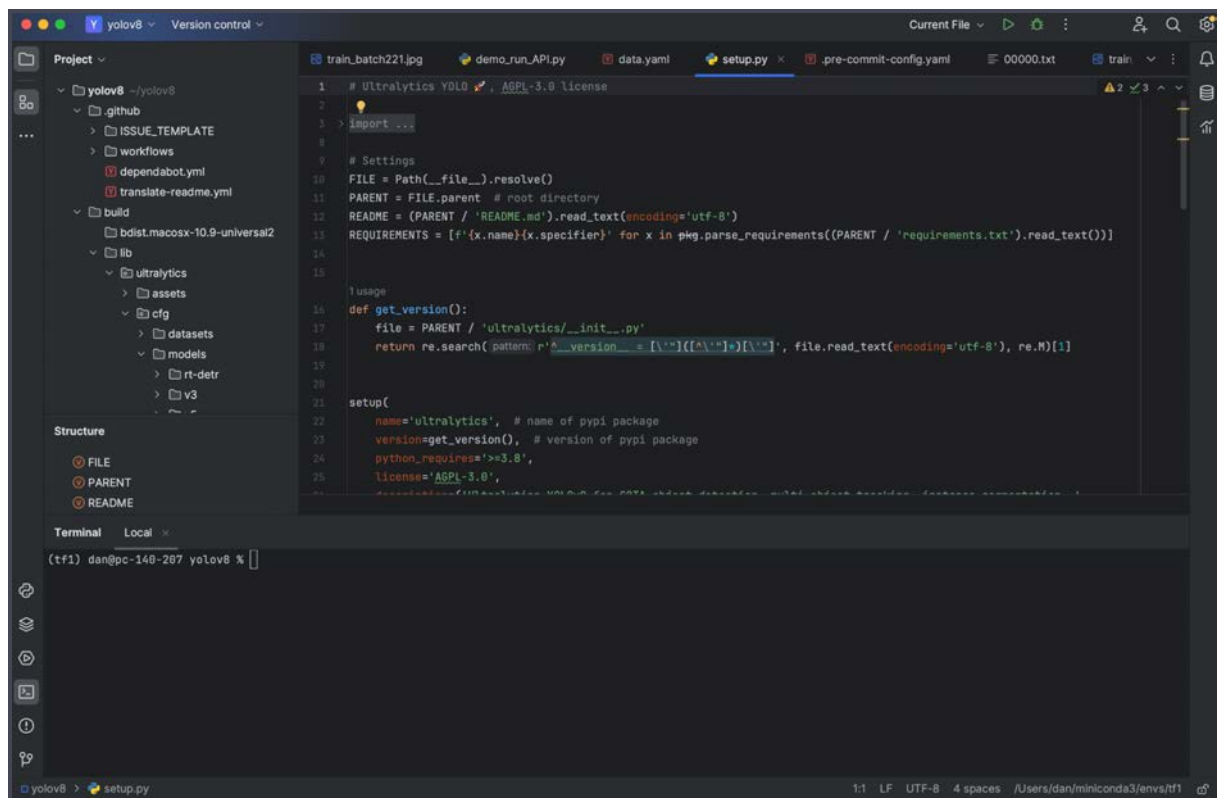 Y yolov8 Version control Current File
Project
yolov8 ~/yolov8
.github
ISSUE_TEMPLATE
workflows
dependabot.yml
translate-readme.yml
build
bdist.macosx-10.9-universal2
lib
ultralytics
assets
cfg
datasets
models
rt-detr
v3
Structure
FILE
PARENT
README
train_batch221.jpg demo_run_API.py data.yaml setup.py .pre-commit-config.yaml 00000.txt train
1 # Ultralytics YOLO 🚀, AGPL-3.0 license 2 3
2
3 import ...
8
9 # Settings
10 FILE = Path(__file__).resolve()
11 PARENT = FILE.parent # root directory
12 README = (PARENT / 'README.md').read_text(encoding='utf-8')
13 REQUIREMENTS = [f'{x.name}{x.specifier}' for x in pkg.parse_requirements((PARENT / 'requirements.txt').read_text())]
14
15
1 usage
16 def get_version():
17 file = PARENT / 'ultralytics/__init__.py'
18 return re.search( pattern: r'^__version__ = [\'"]([^\'"]*)[\'"]', file.read_text(encoding='utf-8'), re.M)[1]
19
20
21 setup(
22 name='ultralytics', # name of pypi package
23 version=get_version(), # version of pypi package
24 python_requires='>=3.8',
25 license='AGPL-3.0',
Terminal Local
(tf1) dan@pc-140-207 yolov8 %
yolov8 > setup.py 1:1 LF UTF-8 4 spaces /Users/dan/miniconda3/envs/tf1